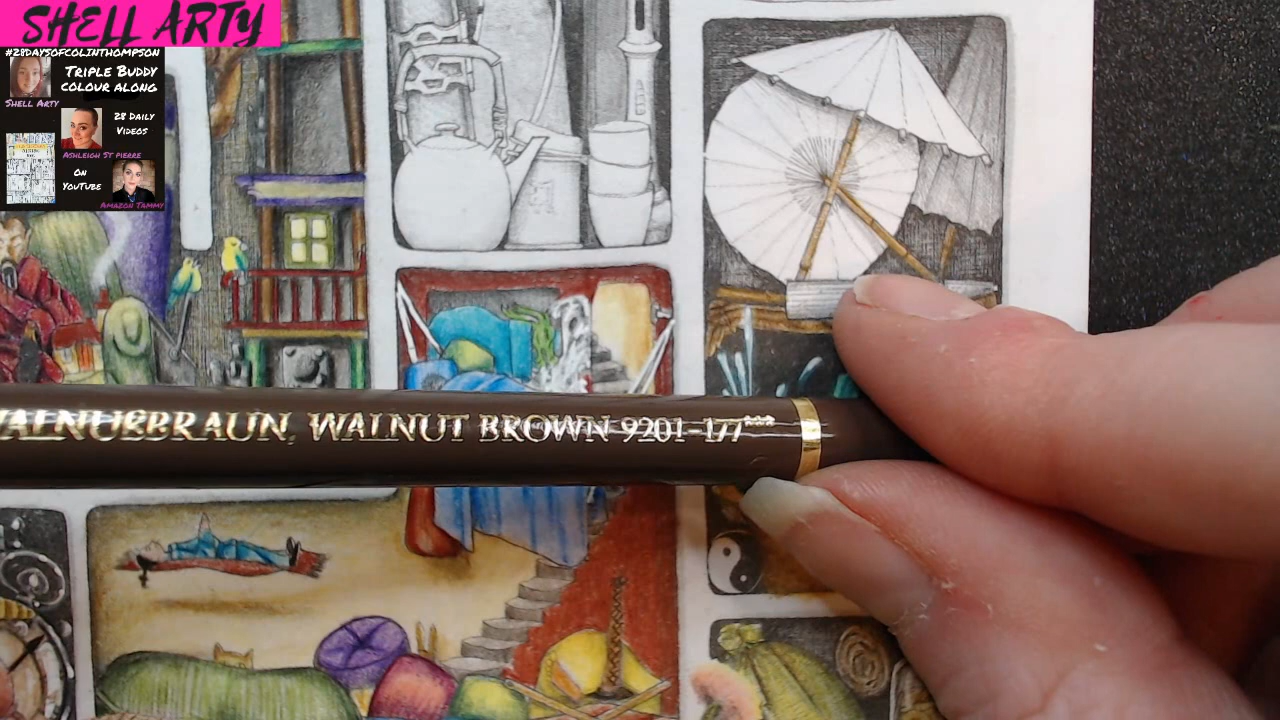 SHELL ARTY
#28DAYSOFCOLINTHOMPSON
TRIPLE BUDDY
COLOUR ALONG
SHELL ARTY
28 DAILY
VIDEOS
ASHLEIGH ST PIERRE
ON
YOUTUBE
AMAZON TAMMY
WALNUßBRAUN, WALNUT BROWN 9201-177***